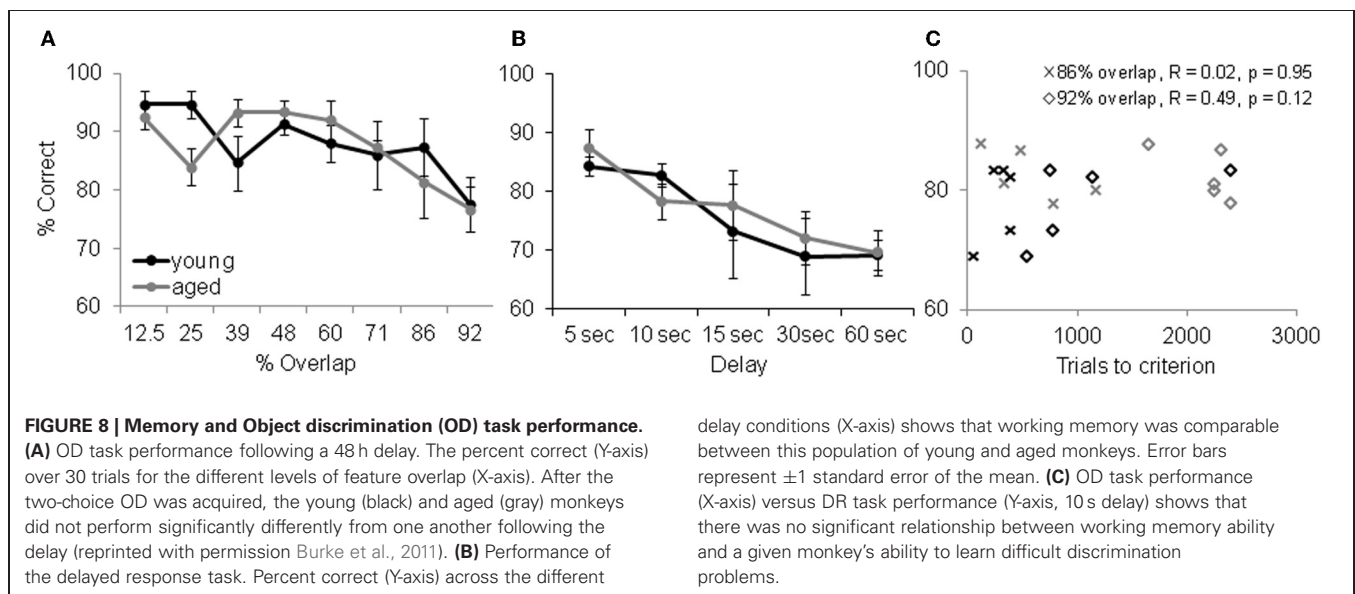 A
100
90
80
70
60
% Correct
young
aged
12.5 25 39 48 60 71 86 92
% Overlap
B
100
90
80
70
60
5 sec 10 sec 15 sec 30sec 60 sec
Delay
C
×86% overlap, R = 0.02, p = 0.95
◇92% overlap, R = 0.49, p = 0.12
100
80
60
0 1000 2000 3000
Trials to criterion
FIGURE 8 | Memory and Object discrimination (OD) task performance.
(A) OD task performance following a 48 h delay. The percent correct (Y-axis)
over 30 trials for the different levels of feature overlap (X-axis). After the
two-choice OD was acquired, the young (black) and aged (gray) monkeys
did not perform significantly differently from one another following the
delay (reprinted with permission Burke et al., 2011). (B) Performance of
the delayed response task. Percent correct (Y-axis) across the different
delay conditions (X-axis) shows that working memory was comparable
between this population of young and aged monkeys. Error bars
represent ±1 standard error of the mean. (C) OD task performance
(X-axis) versus DR task performance (Y-axis, 10 s delay) shows that
there was no significant relationship between working memory ability
and a given monkey's ability to learn difficult discrimination
problems.